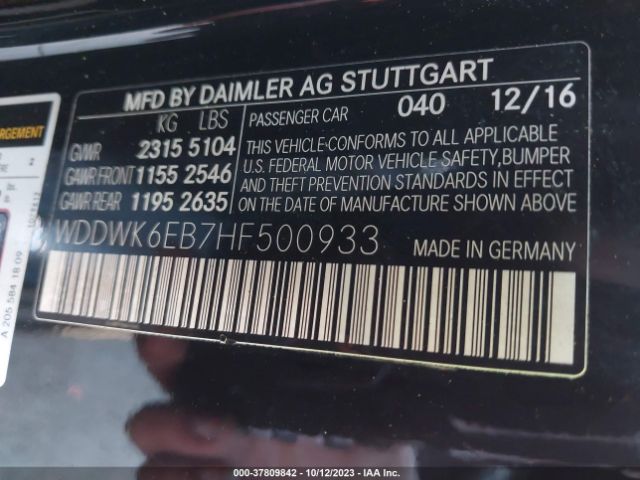 MFD BY DAIMLER AG STUTTGART
KG LBS
PASSENGER CAR 040 12/16
GVWR 2315 5104
GAWR FRONT 1155 2546
GAWR REAR 1195 2635
THIS VEHICLE-CONFORMS TO ALL APPLICABLE
U.S. FEDERAL MOTOR VEHICLE SAFETY,BUMPER
AND THEFT PREVENTION STANDARDS IN EFFECT
ON THE DATE OF MANUFACTURE SHOWN ABOVE
WDDWK6EB7HF500933 MADE IN GERMANY
A 205 584 18 09
000-37809842 - 10/12/2023 - IAA Inc.